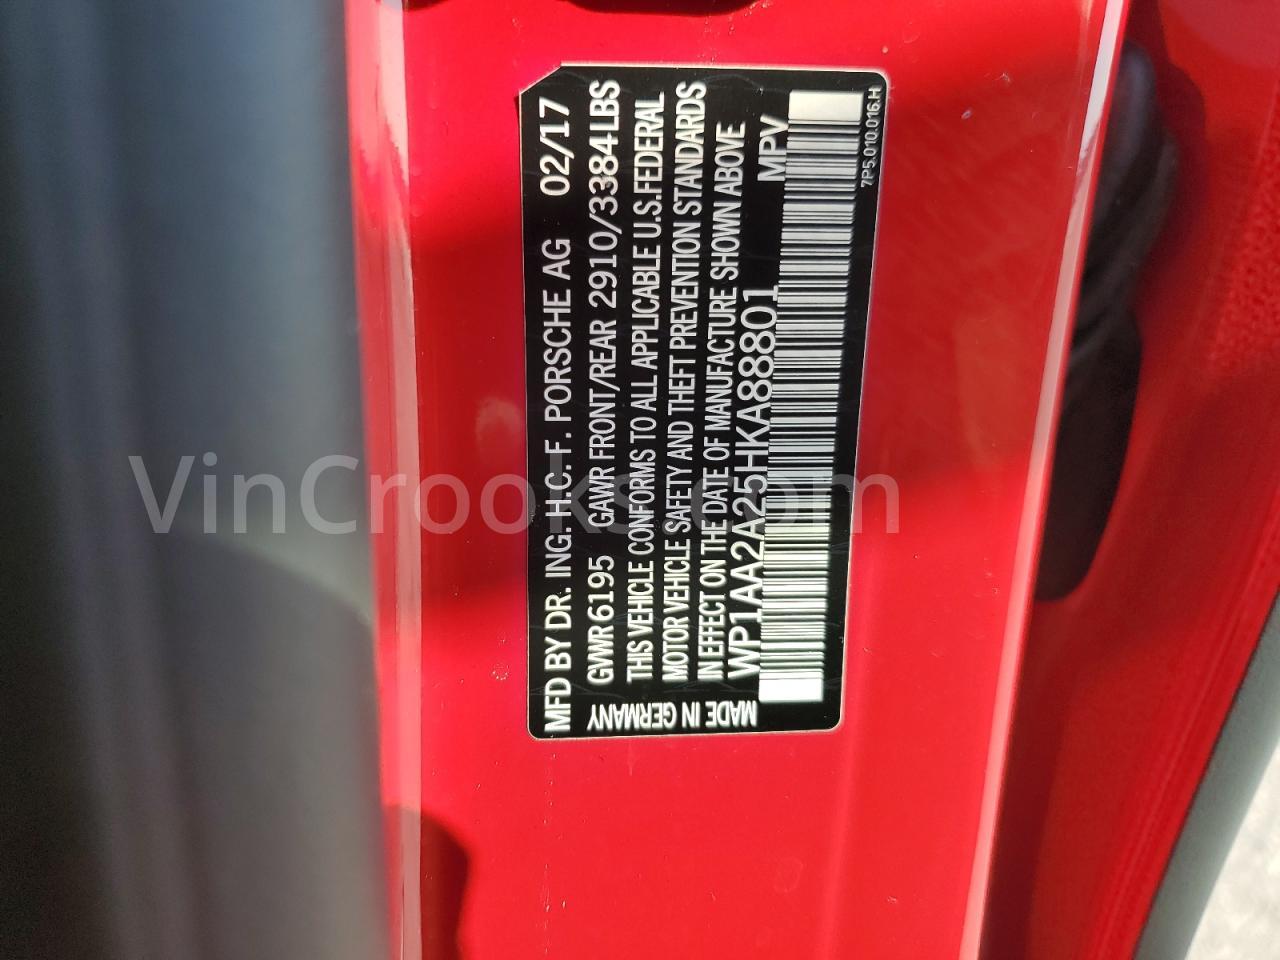 MFD BY DR. ING. H.C. F. PORSCHE AG 02/17
GVWR 6195 GAWR FRONT/REAR 2910/3384LBS
THIS VEHICLE CONFORMS TO ALL APPLICABLE U.S.FEDERAL
MOTOR VEHICLE SAFETY AND THEFT PREVENTION STANDARDS
IN EFFECT ON THE DATE OF MANUFACTURE SHOWN ABOVE
WP1AA2A25HKA88801 MPV
MADE IN GERMANY
7P5.010.016.H
VinCrooks.com